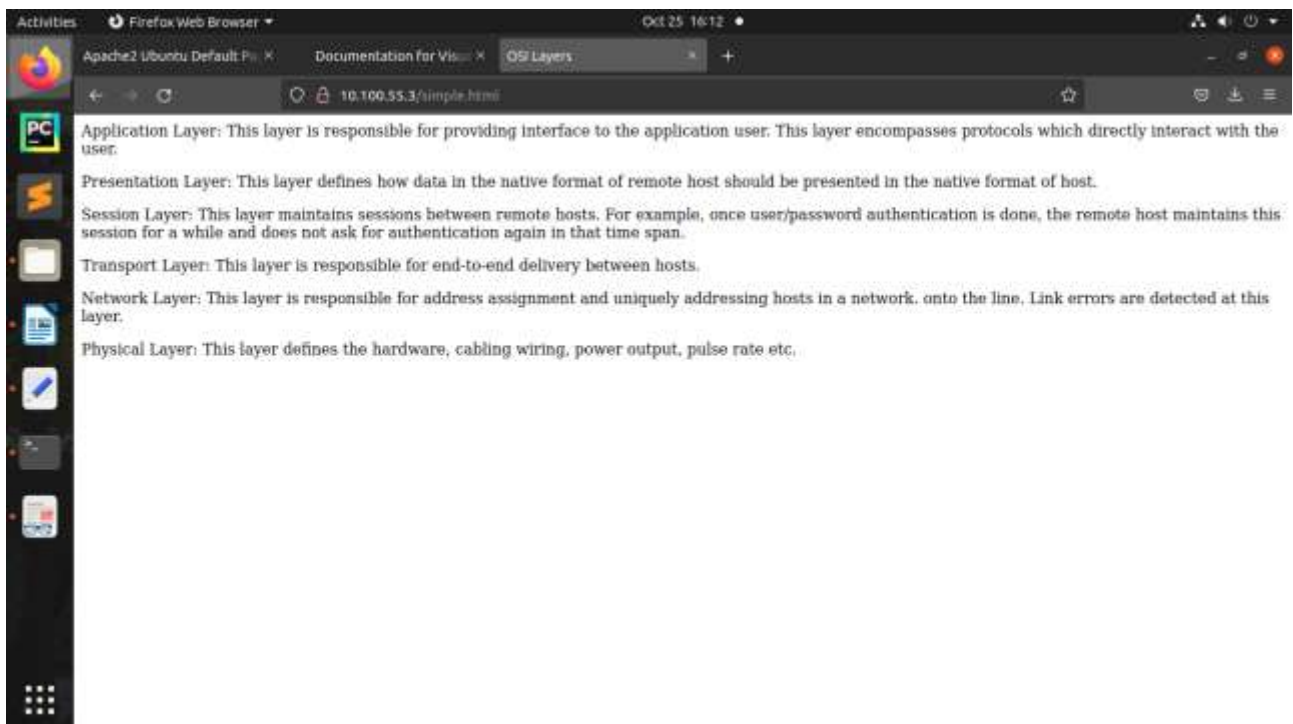 Activities Firefox Web Browser Oct 25 16:12
Apache2 Ubuntu Default Documentation for OSI Layers
10.100.55.3/simple.html
PC
Application Layer: This layer is responsible for providing interface to the application user. This layer encompasses protocols which directly interact with the
user.
Presentation Layer: This layer defines how data in the native format of remote host should be presented in the native format of host.
Session Layer: This layer maintains sessions between remote hosts. For example, once user/password authentication is done, the remote host maintains this
session for a while and does not ask for authentication again in that time span.
Transport Layer: This layer is responsible for end-to-end delivery between hosts.
Network Layer: This layer is responsible for address assignment and uniquely addressing hosts in a network. onto the line. Link errors are detected at this
layer.
Physical Layer: This layer defines the hardware, cabling wiring, power output, pulse rate etc.